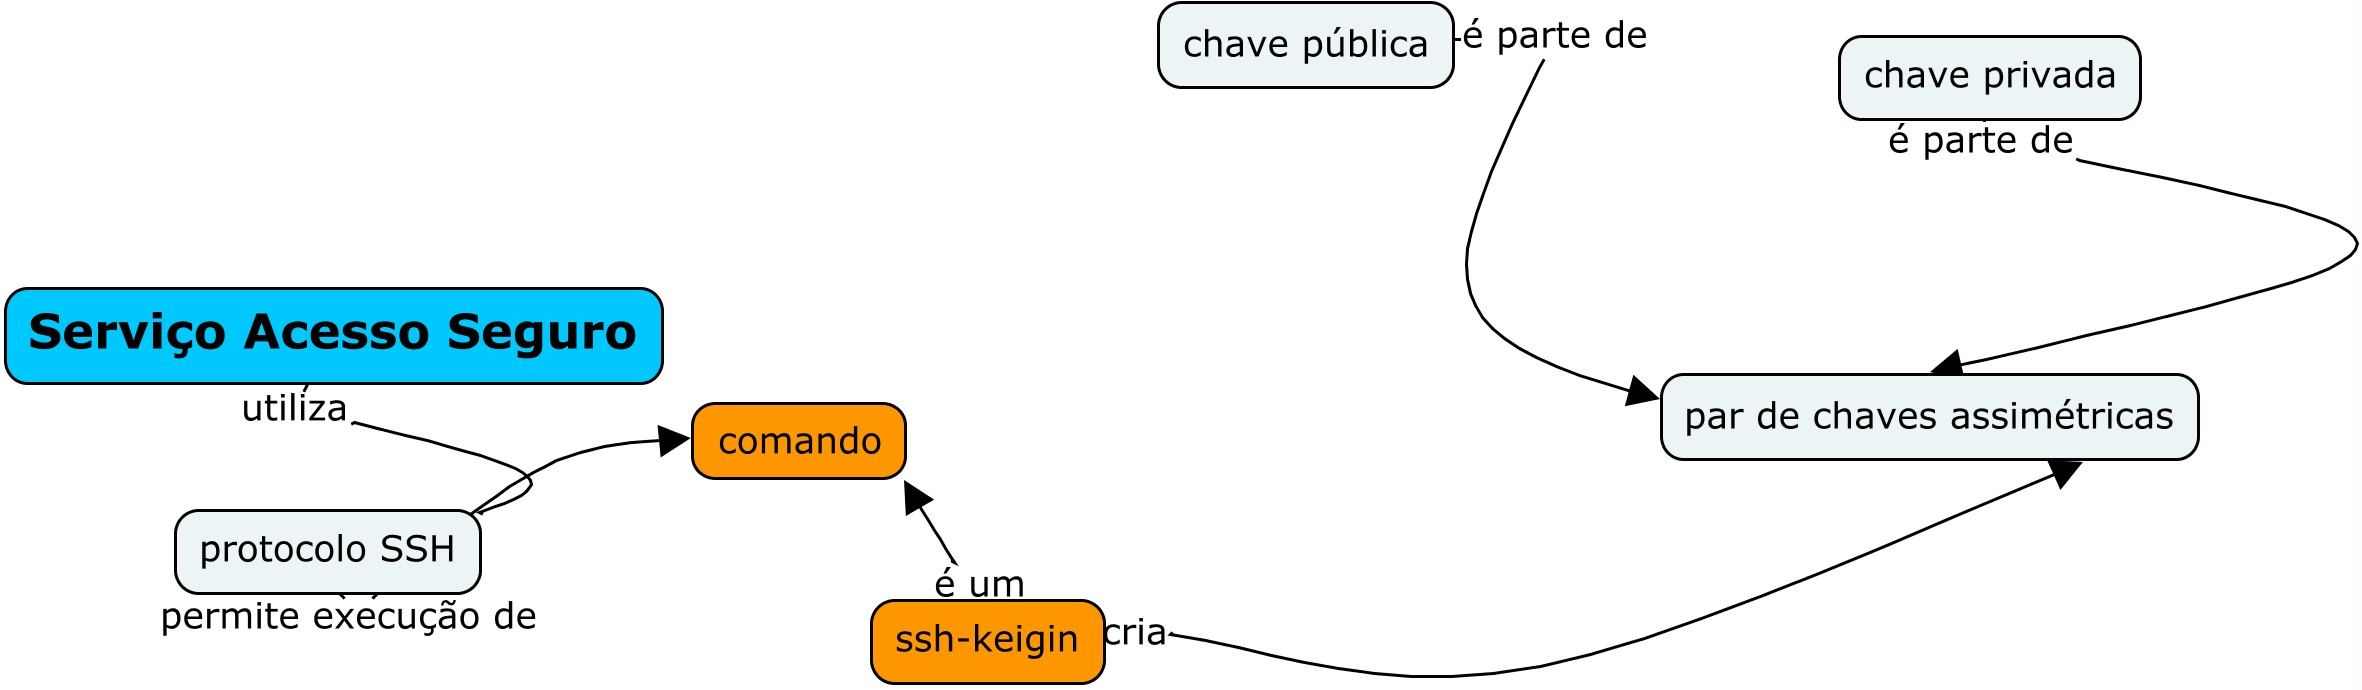 chave pública
é parte de
chave privada
é parte de
Serviço Acesso Seguro
utiliza
comando
par de chaves assimétricas
protocolo SSH
permite execução de
é um
ssh-keigin
cria